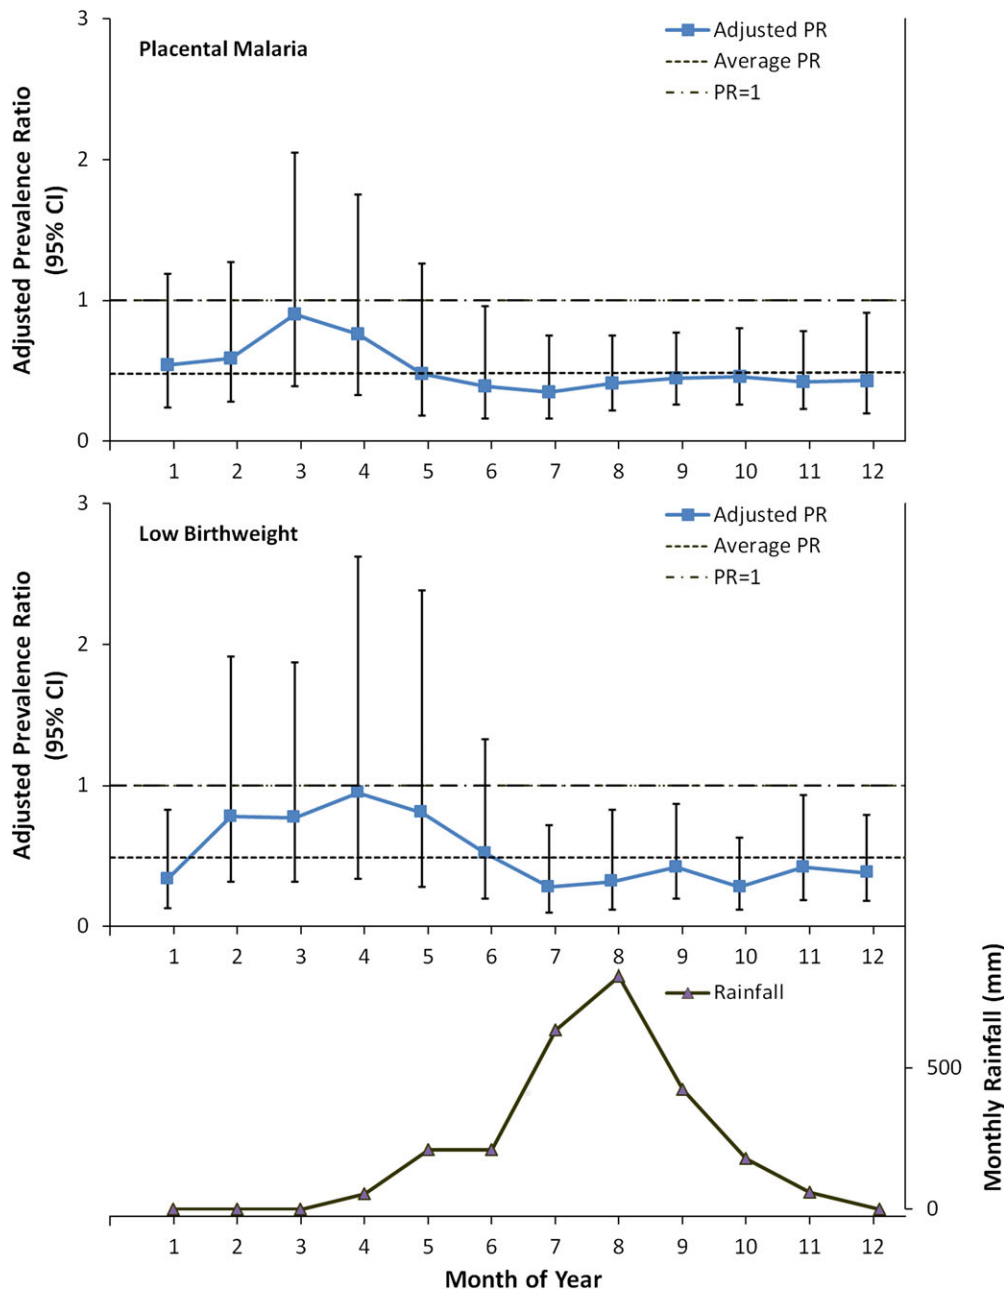 3
Placental Malaria
Adjusted PR
Average PR
PR=1
2
1
0
Adjusted Prevalence Ratio
(95% CI)
1 2 3 4 5 6 7 8 9 10 11 12
3
Low Birthweight
Adjusted PR
Average PR
PR=1
2
1
0
Adjusted Prevalence Ratio
(95% CI)
1 2 3 4 5 6 7 8 9 10 11 12
Rainfall
500
0
Monthly Rainfall (mm)
1 2 3 4 5 6 7 8 9 10 11 12
Month of Year